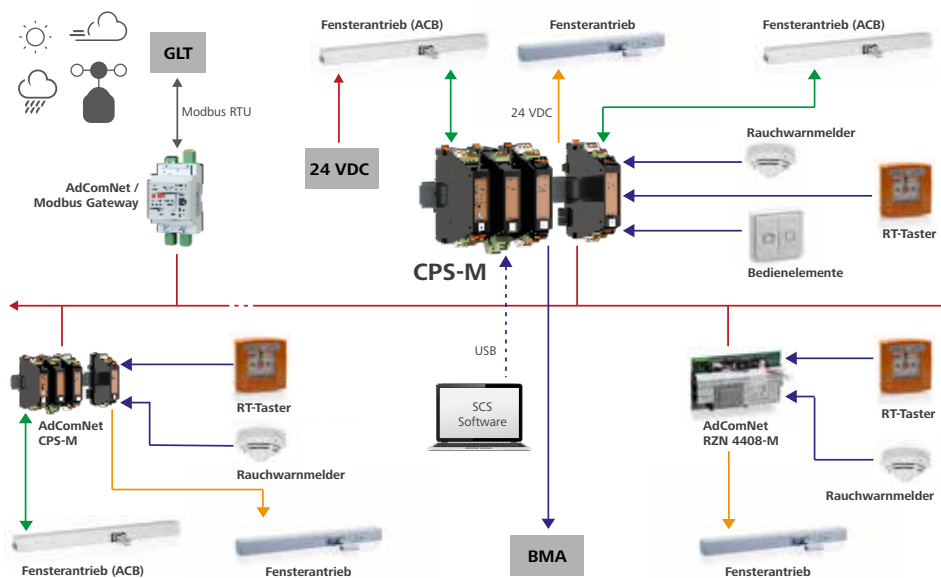 Fensterantrieb (ACB)
Fensterantrieb
Fensterantrieb (ACB)
GLT
Modbus RTU
24 VDC
24 VDC
Rauchwarnmelder
AdComNet /
Modbus Gateway
RT-Taster
Bedienelemente
CPS-M
USB
SCS
Software
RT-Taster
AdComNet
CPS-M
Rauchwarnmelder
AdComNet
RZN 4408-M
RT-Taster
Rauchwarnmelder
BMA
Fensterantrieb (ACB)
Fensterantrieb
Fensterantrieb